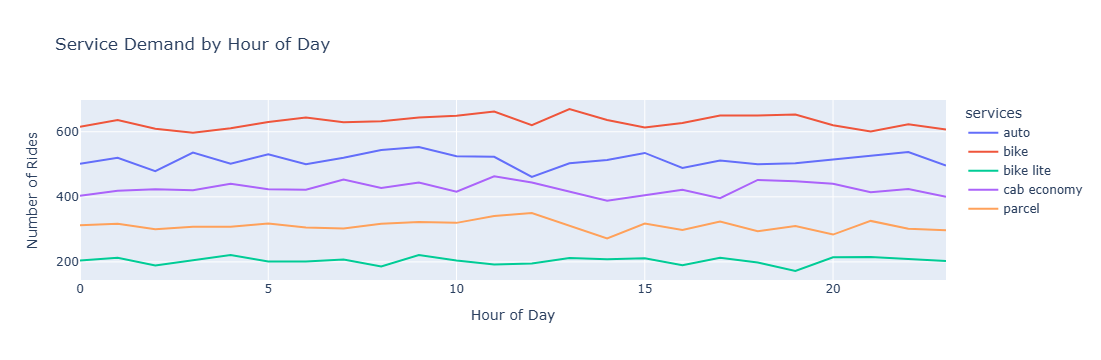 Service Demand by Hour of Day
services
auto
bike
bike lite
cab economy
parcel
Number of Rides
600
400
200
0 5 10 15 20
Hour of Day